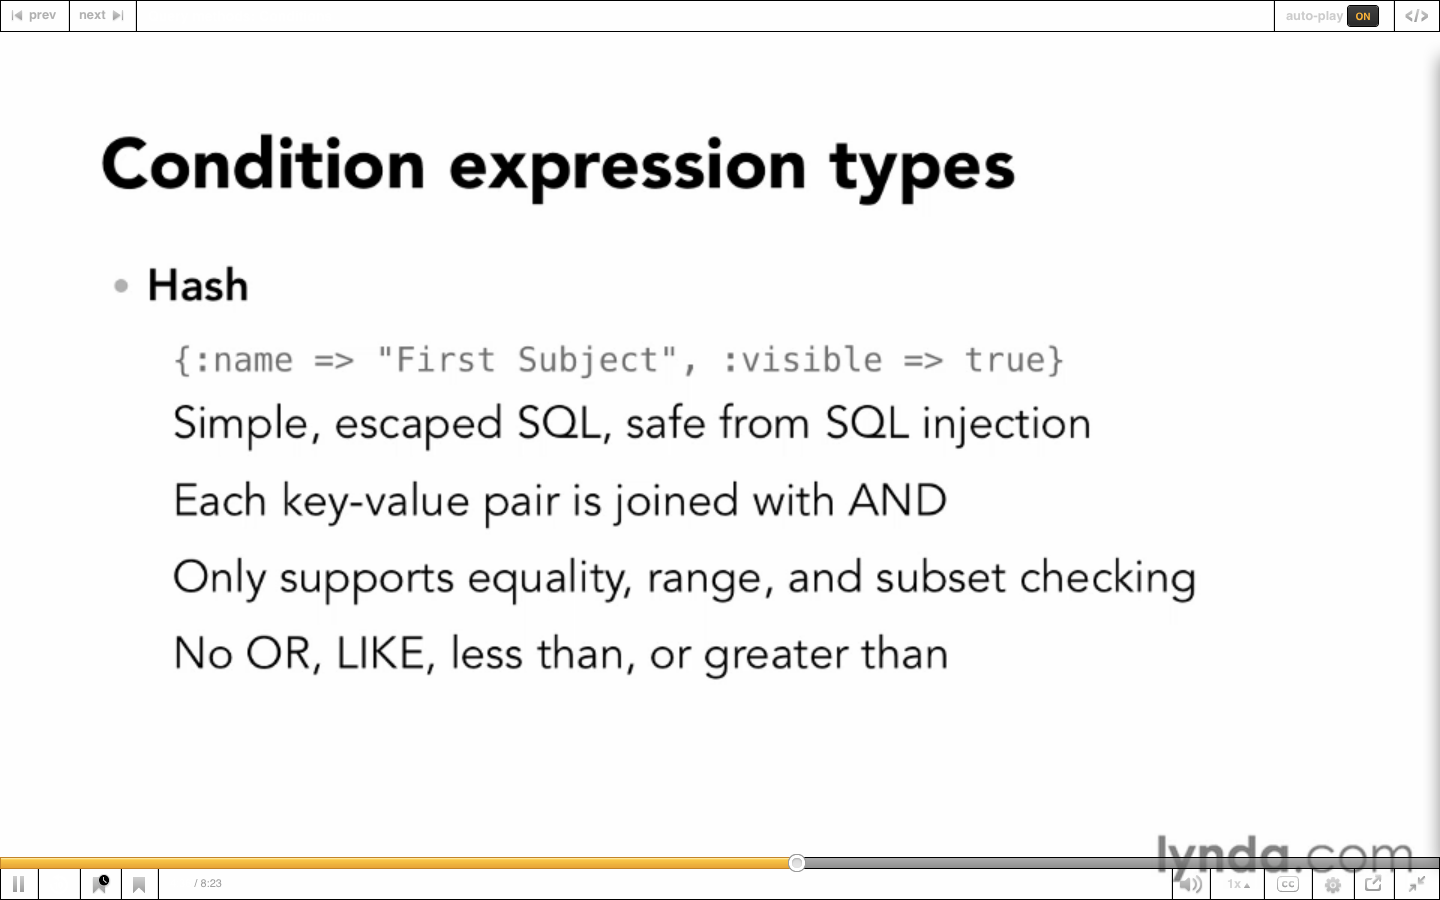 prev next auto-play ON </>
Condition expression types
• Hash
{:name => "First Subject", :visible => true}
Simple, escaped SQL, safe from SQL injection
Each key-value pair is joined with AND
Only supports equality, range, and subset checking
No OR, LIKE, less than, or greater than
lynda.com
/ 8:23 1x CC